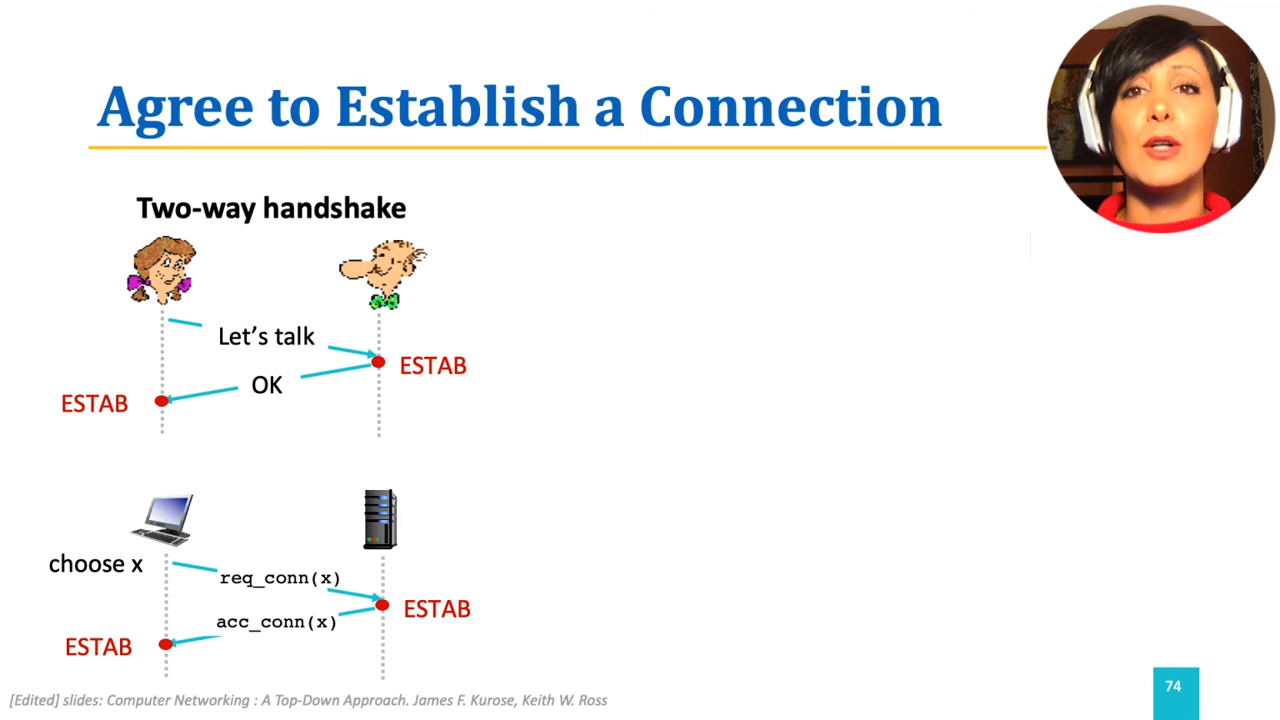 Agree to Establish a Connection
Two-way handshake
Let's talk
ESTAB
OK
ESTAB
choose x
req_conn(x)
ESTAB
acc_conn(x)
ESTAB
[Edited] slides: Computer Networking : A Top-Down Approach. James F. Kurose, Keith W. Ross
74